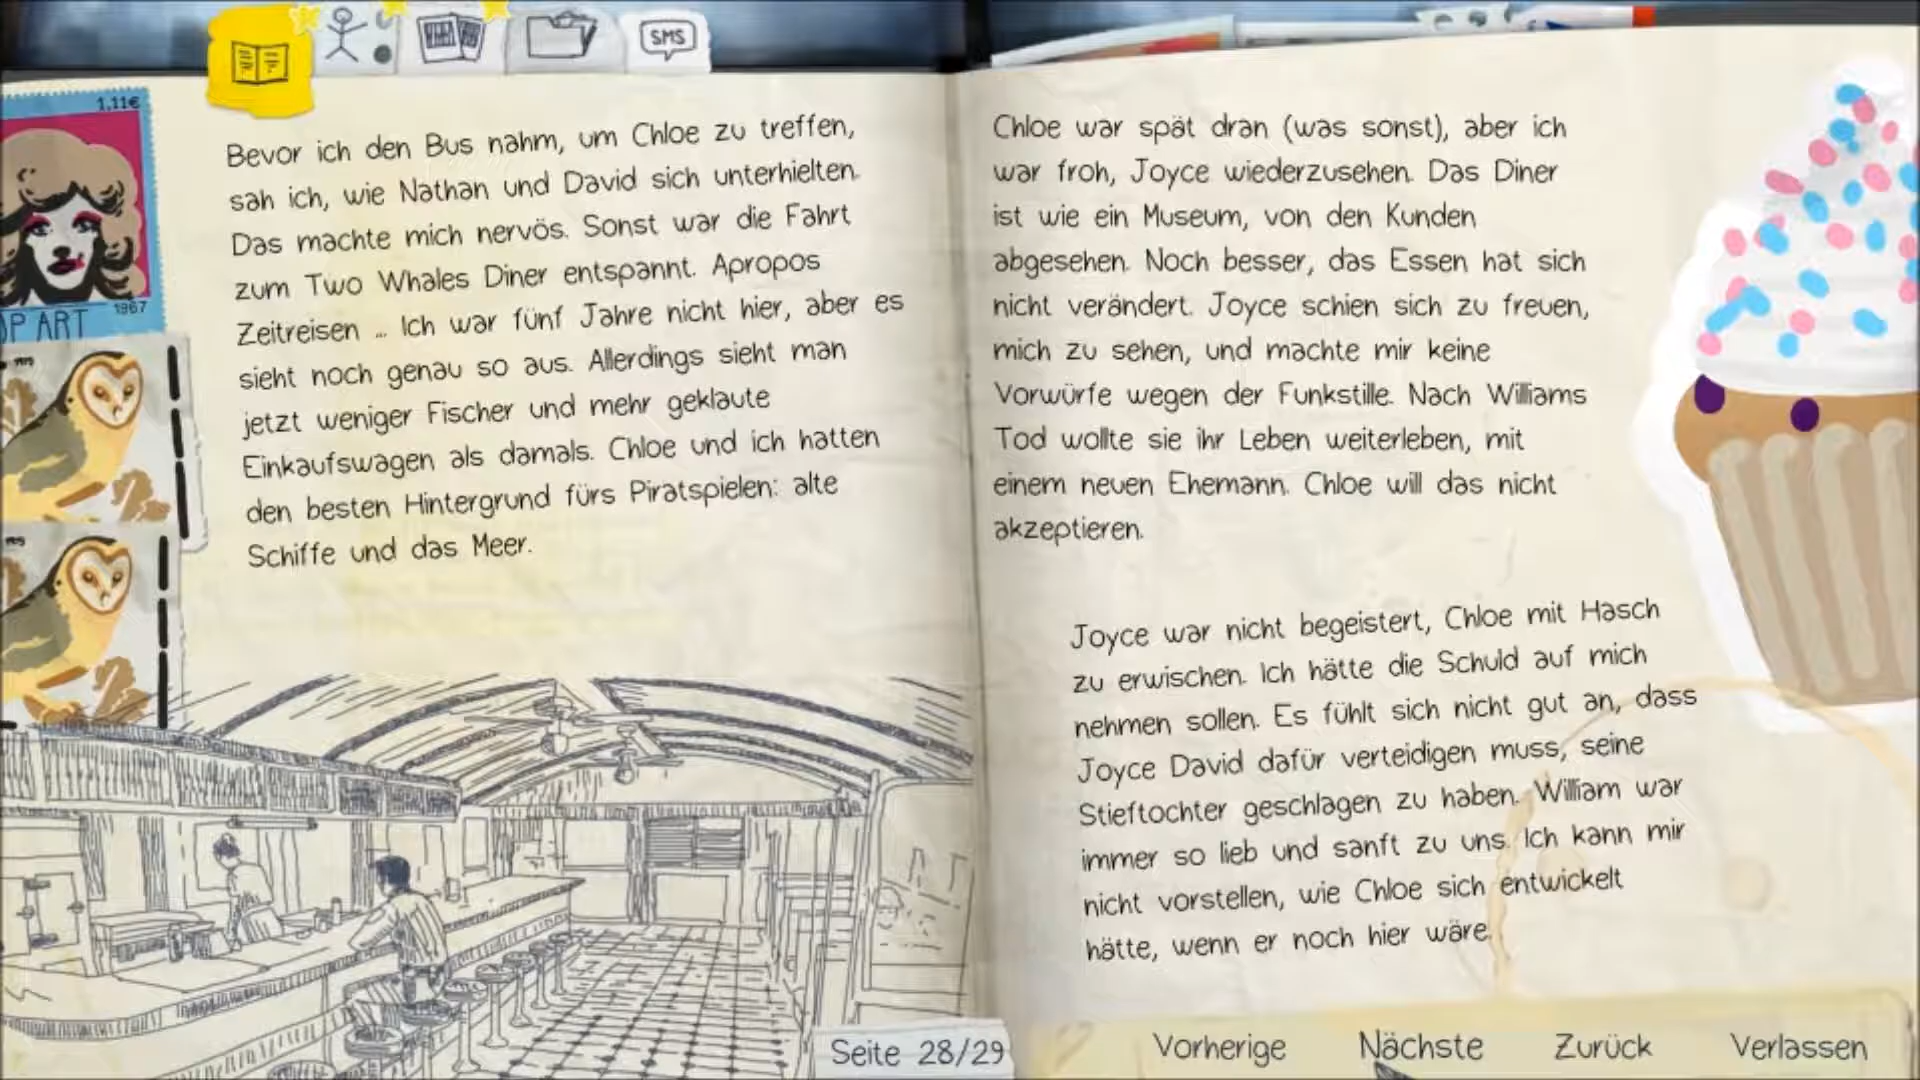 SMS
1,11€
1967
OP ART
Bevor ich den Bus nahm, um Chloe zu treffen,
sah ich, wie Nathan und David sich unterhielten.
Das machte mich nervös. Sonst war die Fahrt
zum Two Whales Diner entspannt. Apropos
Zeitreisen ... Ich war fünf Jahre nicht hier, aber es
sieht noch genau so aus. Allerdings sieht man
jetzt weniger Fischer und mehr geklaute
Einkaufswagen als damals. Chloe und ich hatten
den besten Hintergrund fürs Piratspielen: alte
Schiffe und das Meer.
Chloe war spät dran (was sonst), aber ich
war froh, Joyce wiederzusehen. Das Diner
ist wie ein Museum, von den Kunden
abgesehen. Noch besser, das Essen hat sich
nicht verändert. Joyce schien sich zu freuen,
mich zu sehen, und machte mir keine
Vorwürfe wegen der Funkstille. Nach Williams
Tod wollte sie ihr Leben weiterleben, mit
einem neuen Ehemann. Chloe will das nicht
akzeptieren.
Joyce war nicht begeistert, Chloe mit Hasch
zu erwischen. Ich hätte die Schuld auf mich
nehmen sollen. Es fühlt sich nicht gut an, dass
Joyce David dafür verteidigen muss, seine
Stieftochter geschlagen zu haben. William war
immer so lieb und sanft zu uns. Ich kann mir
nicht vorstellen, wie Chloe sich entwickelt
hätte, wenn er noch hier wäre.
Seite 28/29
Vorherige Nächste Zurück Verlassen